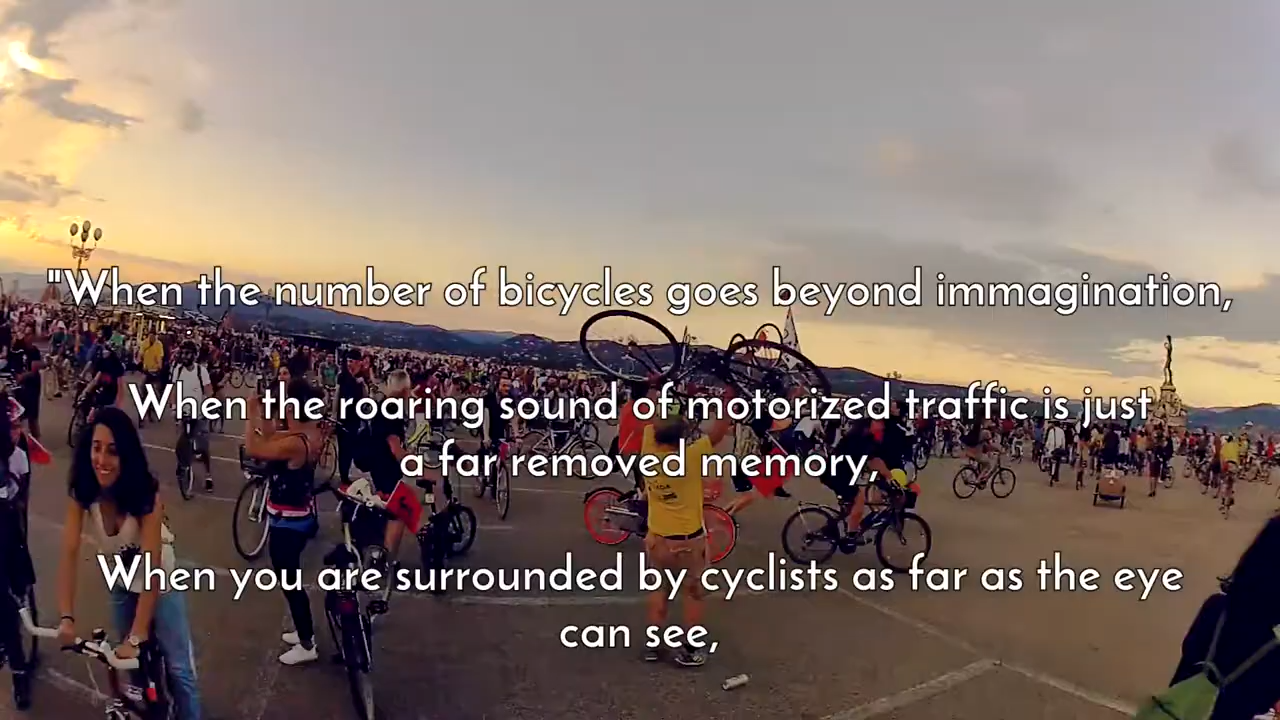 "When the number of bicycles goes beyond immagination,
When the roaring sound of motorized traffic is just
a far removed memory,
When you are surrounded by cyclists as far as the eye
can see,